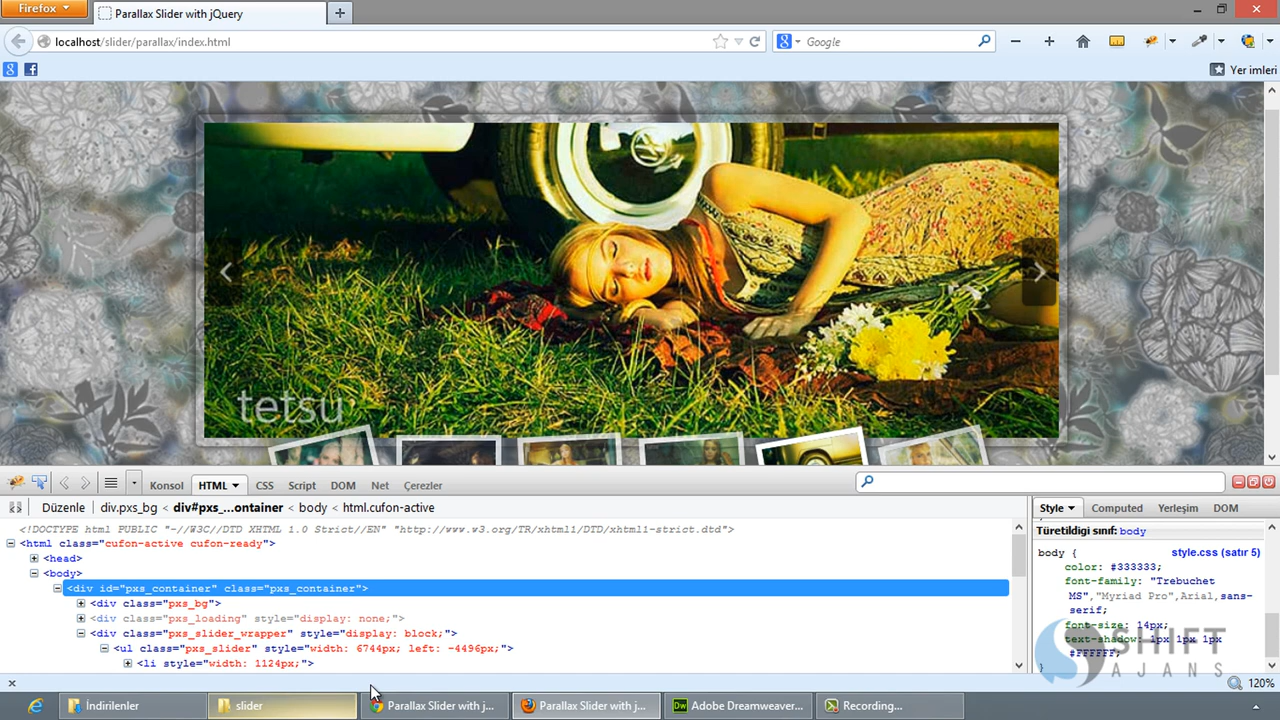 Firefox
Parallax Slider with jQuery
localhost/slider/parallax/index.html
Google
Yer imleri
tetsu
Konsol HTML CSS Script DOM Net Çerezler
Düzenle div.pxs_bg < div#pxs_...ontainer < body < html.cufon-active
Style Computed Yerleşim DOM
<!DOCTYPE html PUBLIC "-//W3C//DTD XHTML 1.0 Strict//EN" "http://www.w3.org/TR/xhtml1/DTD/xhtml1-strict.dtd">
<html class="cufon-active cufon-ready">
<head>
<body>
<div id="pxs_container" class="pxs_container">
<div class="pxs_bg">
<div class="pxs_loading" style="display: none;">
<div class="pxs_slider_wrapper" style="display: block;">
<ul class="pxs_slider" style="width: 6744px; left: -4496px;">
<li style="width: 1124px;">
Türetildigi sınıf: body
body { style.css (satır 5)
color: #333333;
font-family: "Trebuchet
MS","Myriad Pro",Arial,sans-
serif;
font-size: 14px;
text-shadow: 1px 1px 1px
#FFFFFF;
}
SHIFT
AJANS
120%
İndirilenler
slider
Parallax Slider with j...
Parallax Slider with j...
Adobe Dreamweaver...
Recording...